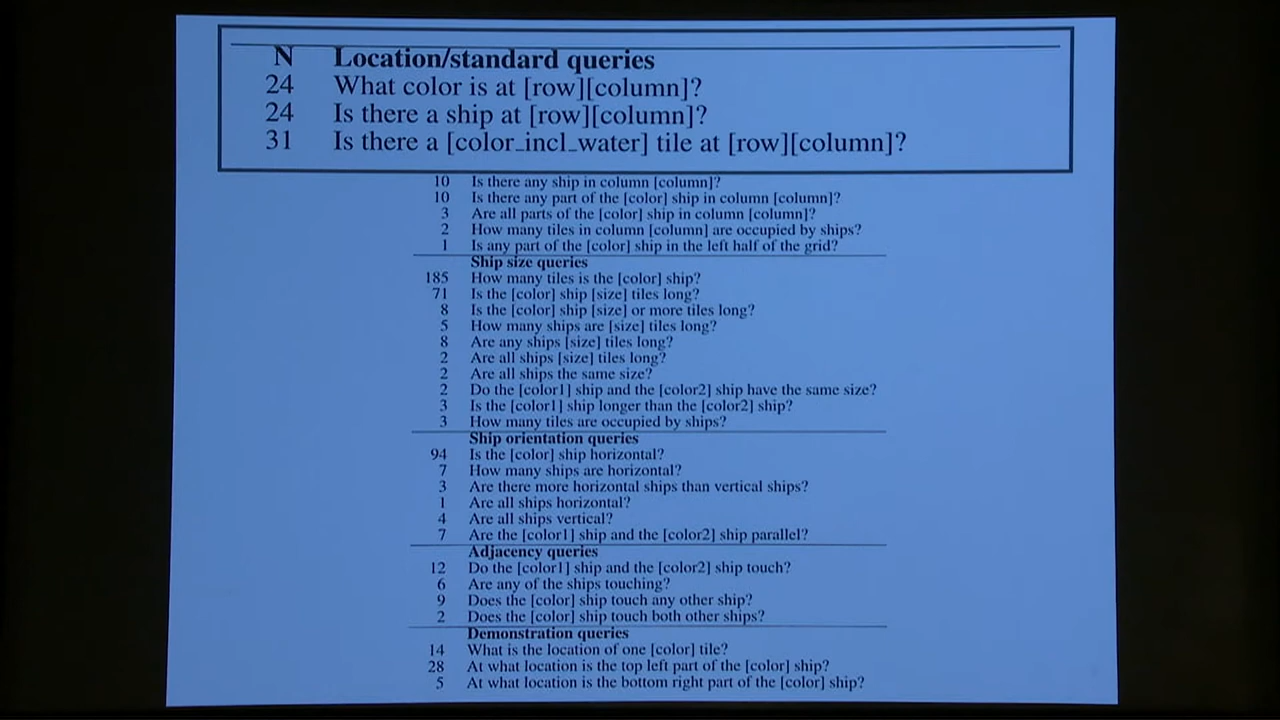 N Location/standard queries
24 What color is at [row][column]?
24 Is there a ship at [row][column]?
31 Is there a [color_incl_water] tile at [row][column]?
10 Is there any ship in column [column]?
10 Is there any part of the [color] ship in column [column]?
3 Are all parts of the [color] ship in column [column]?
2 How many tiles in column [column] are occupied by ships?
1 Is any part of the [color] ship in the left half of the grid?
Ship size queries
185 How many tiles is the [color] ship?
71 Is the [color] ship [size] tiles long?
8 Is the [color] ship [size] or more tiles long?
5 How many ships are [size] tiles long?
8 Are any ships [size] tiles long?
2 Are all ships [size] tiles long?
2 Are all ships the same size?
2 Do the [color1] ship and the [color2] ship have the same size?
3 Is the [color1] ship longer than the [color2] ship?
3 How many tiles are occupied by ships?
Ship orientation queries
94 Is the [color] ship horizontal?
7 How many ships are horizontal?
3 Are there more horizontal ships than vertical ships?
1 Are all ships horizontal?
4 Are all ships vertical?
7 Are the [color1] ship and the [color2] ship parallel?
Adjacency queries
12 Do the [color1] ship and the [color2] ship touch?
6 Are any of the ships touching?
9 Does the [color] ship touch any other ship?
2 Does the [color] ship touch both other ships?
Demonstration queries
14 What is the location of one [color] tile?
28 At what location is the top left part of the [color] ship?
5 At what location is the bottom right part of the [color] ship?